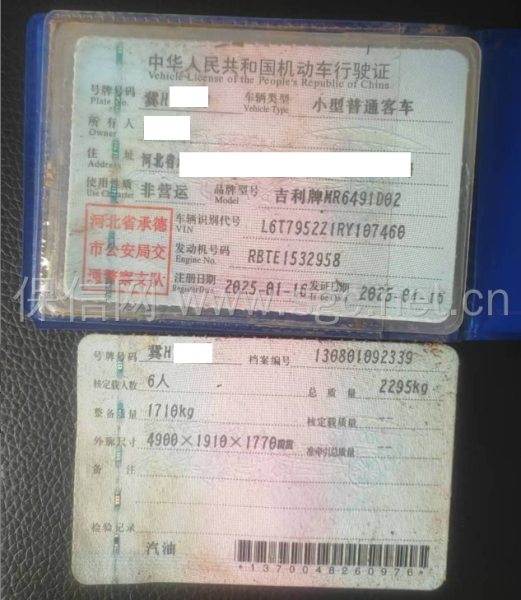 中华人民共和国机动车行驶证
Vehicle License of the People's Republic of China
号牌号码 冀H 车辆类型 小型普通客车
Plate No. Vehicle Type
所有人
Owner
住址 河北省
Address
使用性质 非营运 品牌型号 吉利牌MR6491D02
Use Character Model
河北省承德
市公安局交
通警察支队
车辆识别代号 L6T7952Z1RY107460
VIN
发动机号码 RBTE1532958
Engine No.
注册日期 2025-01-16 发证日期 2025-01-16
Register Date Issue Date
保信网 www.sgo.net.cn
号牌号码 冀H 档案编号 130801092339
核定载人数 6人 总质量 2295kg
整备质量 1710kg 核定载质量 --
外廓尺寸 4900×1910×1770mm 准牵引总质量 --
备注
检验记录
汽油
*1370048260976*